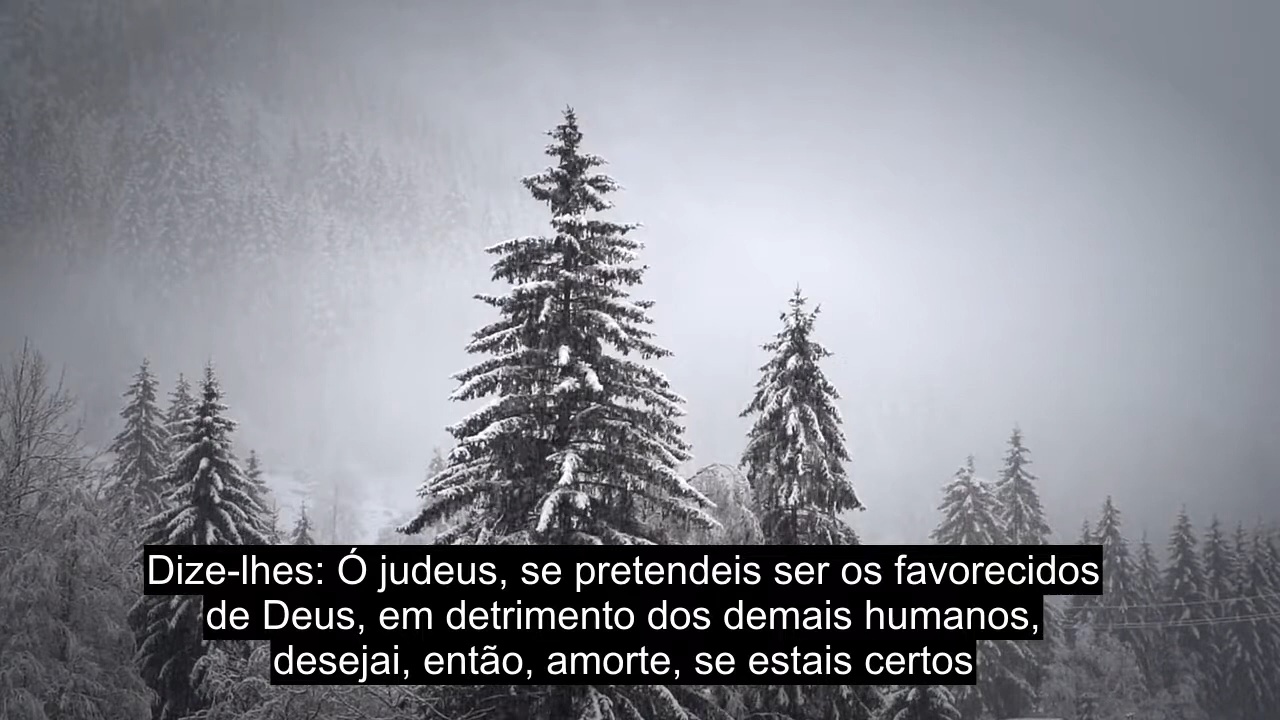 Dize-lhes: Ó judeus, se pretendeis ser os favorecidos
de Deus, em detrimento dos demais humanos,
desejai, então, amorte, se estais certos